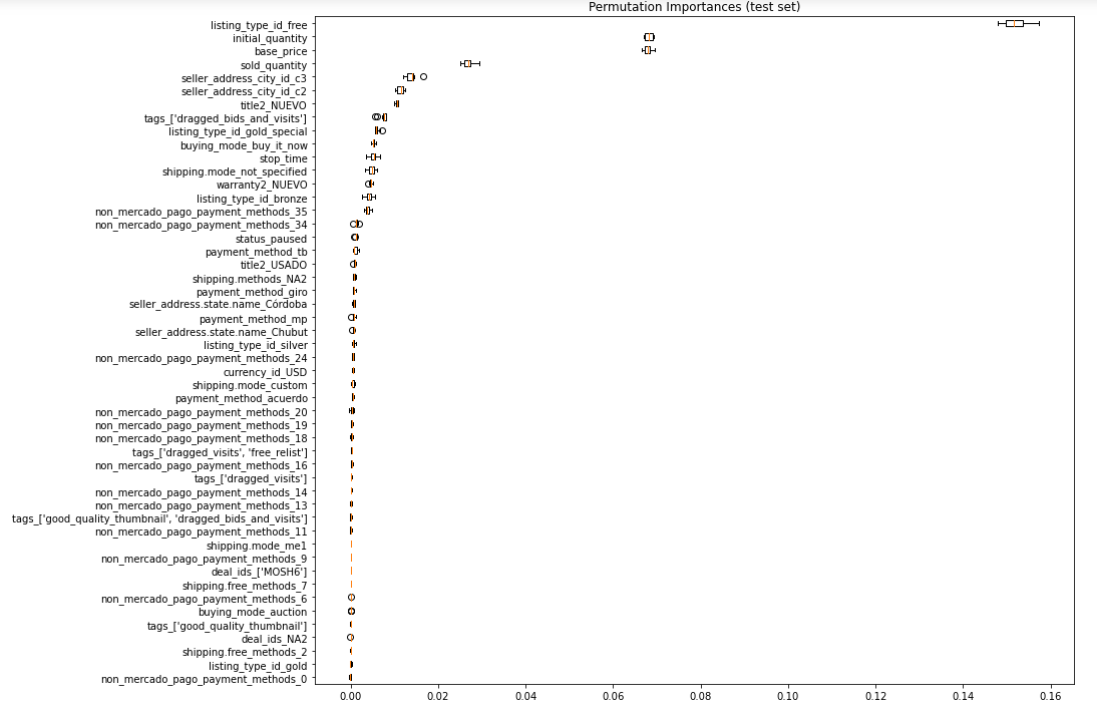 Permutation Importances (test set)
listing_type_id_free
initial_quantity
base_price
sold_quantity
seller_address_city_id_c3
seller_address_city_id_c2
title2_NUEVO
tags_['dragged_bids_and_visits']
listing_type_id_gold_special
buying_mode_buy_it_now
stop_time
shipping.mode_not_specified
warranty2_NUEVO
listing_type_id_bronze
non_mercado_pago_payment_methods_35
non_mercado_pago_payment_methods_34
status_paused
payment_method_tb
title2_USADO
shipping.methods_NA2
payment_method_giro
seller_address.state.name_Córdoba
payment_method_mp
seller_address.state.name_Chubut
listing_type_id_silver
non_mercado_pago_payment_methods_24
currency_id_USD
shipping.mode_custom
payment_method_acuerdo
non_mercado_pago_payment_methods_20
non_mercado_pago_payment_methods_19
non_mercado_pago_payment_methods_18
tags_['dragged_visits', 'free_relist']
non_mercado_pago_payment_methods_16
tags_['dragged_visits']
non_mercado_pago_payment_methods_14
non_mercado_pago_payment_methods_13
tags_['good_quality_thumbnail', 'dragged_bids_and_visits']
non_mercado_pago_payment_methods_11
shipping.mode_me1
non_mercado_pago_payment_methods_9
deal_ids_['MOSH6']
shipping.free_methods_7
non_mercado_pago_payment_methods_6
buying_mode_auction
tags_['good_quality_thumbnail']
deal_ids_NA2
shipping.free_methods_2
listing_type_id_gold
non_mercado_pago_payment_methods_0
0.00 0.02 0.04 0.06 0.08 0.10 0.12 0.14 0.16